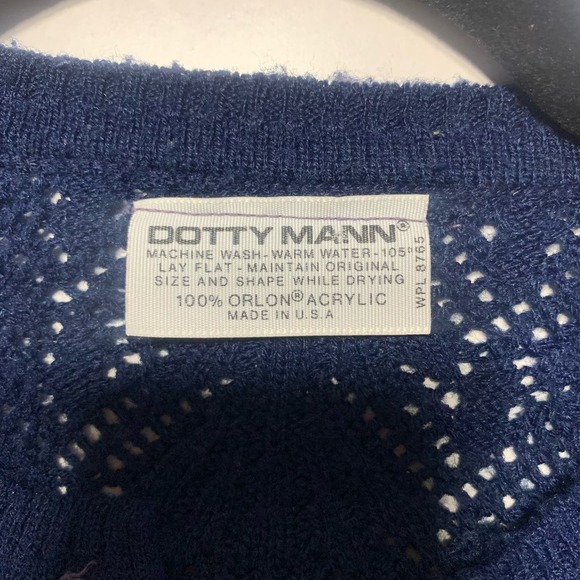 DOTTY MANN®
MACHINE WASH-WARM WATER-105°
LAY FLAT - MAINTAIN ORIGINAL
SIZE AND SHAPE WHILE DRYING
100% ORLON® ACRYLIC
MADE IN U.S.A
WPL 8765